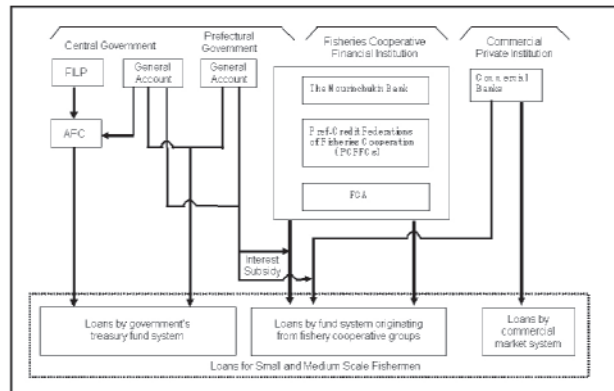 Central Government
Prefectural
Government
Fisheries Cooperative
Financial Institution
Commercial
Private Institution
FILP
General
Account
General
Account
The Nourinchukin Bank
Commercial
Banks
AFC
Pref-Credit Federations
of Fisheries Cooperation
(PCFFCs)
FCA
Interest
Subsidy
Loans by government's
treasury fund system
Loans by fund system originating
from fishery cooperative groups
Loans by
commercial
market system
Loans for Small and Medium Scale Fishermen